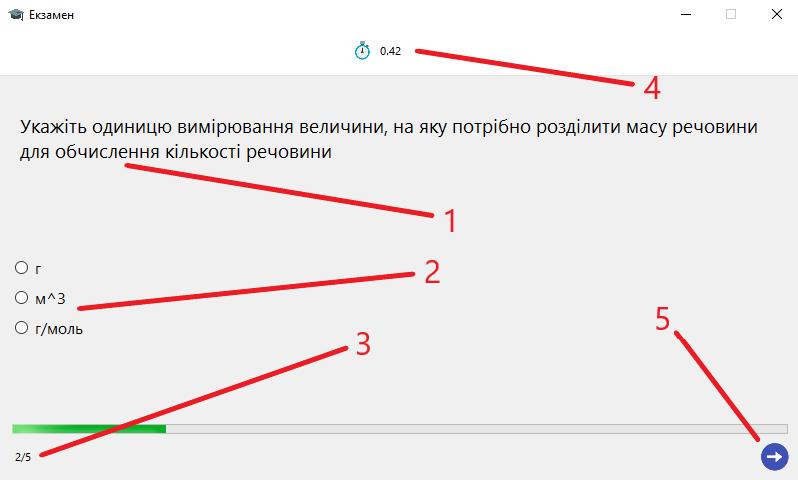 Екзамен
0.42
4
Укажіть одиницю вимірювання величини, на яку потрібно розділити масу речовини
для обчислення кількості речовини
1
г
2
м^3
г/моль
3
5
2/5